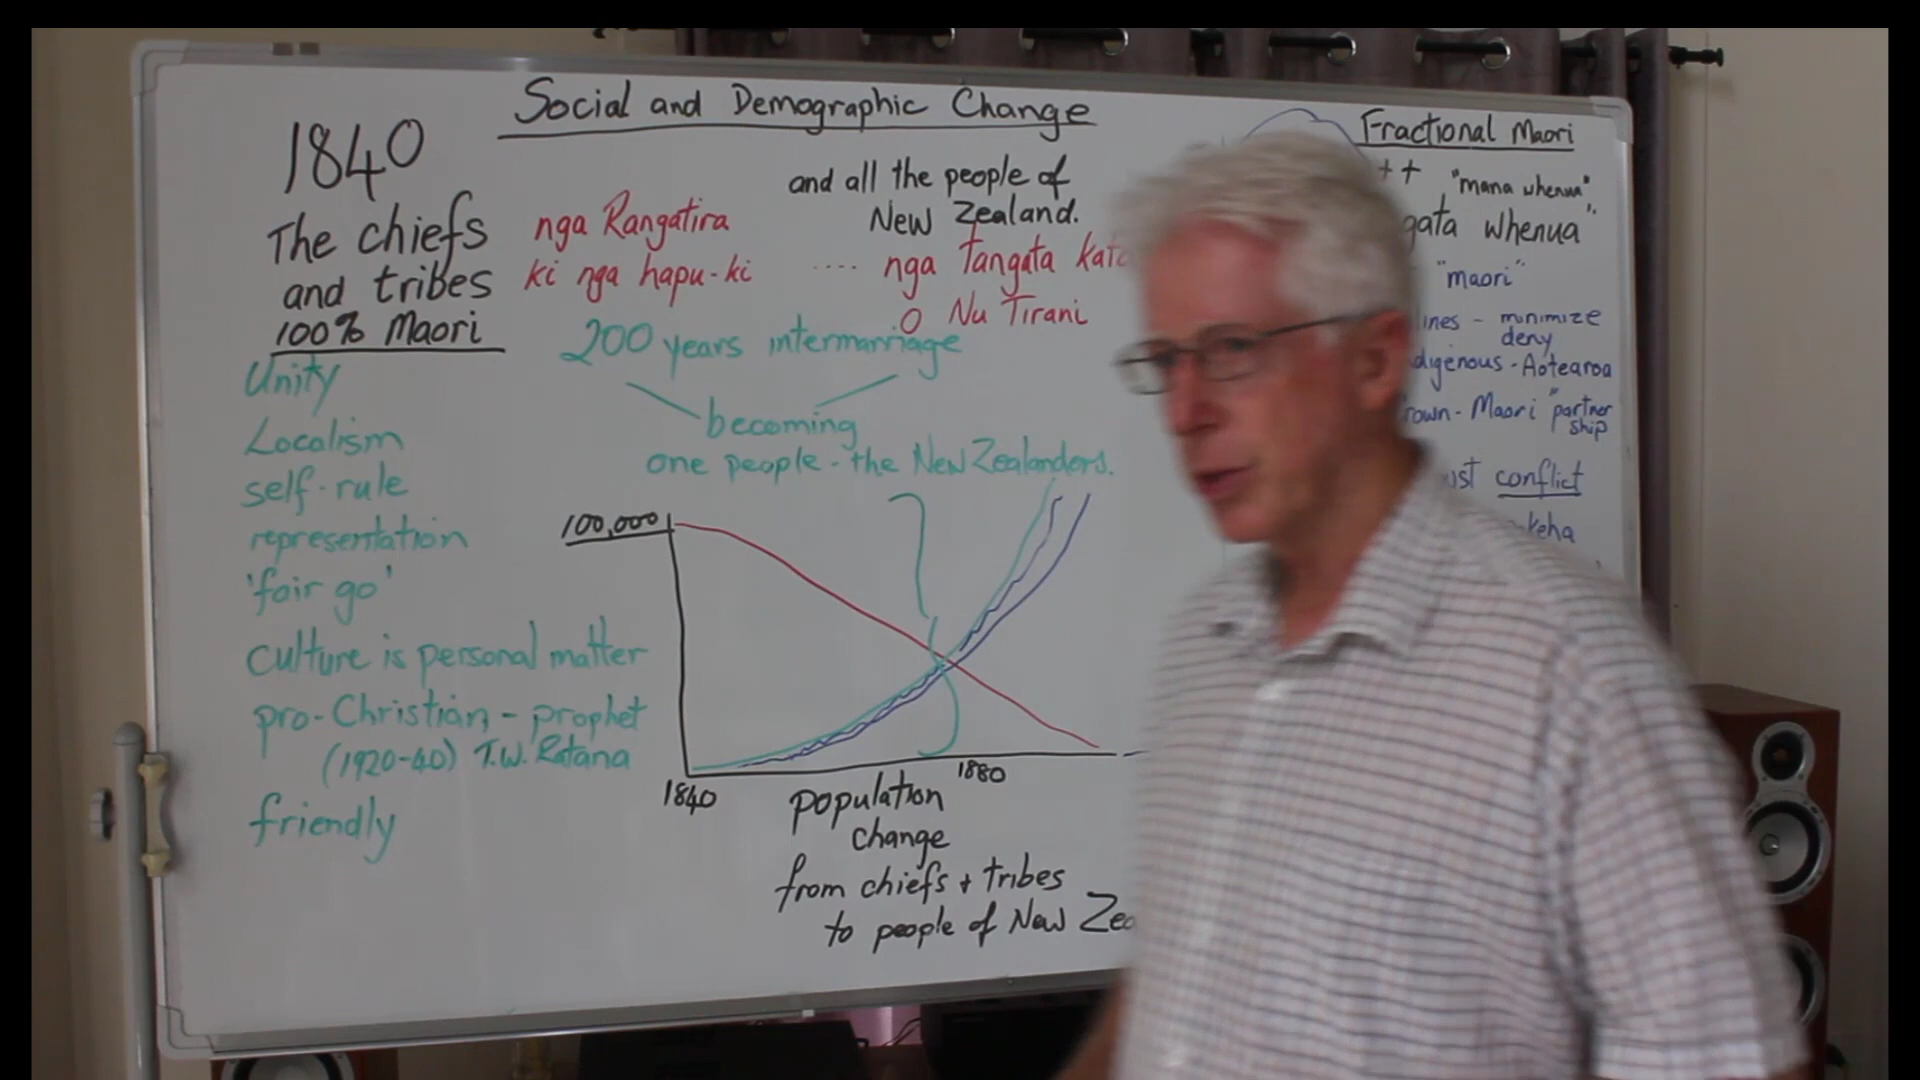 Social and Demographic Change
1840
The chiefs
and tribes
100% Maori
nga Rangatira
ki nga hapu-ki
and all the people of
New Zealand.
.... nga Tangata
O Nu Tirani
200 years intermarriage
becoming
one people - the New Zealanders.
Unity
Localism
self-rule
representation
'fair go'
culture is personal matter
pro-Christian - prophet
(1920-40) T.W. Ratana
friendly
100,000
1840
1880
population
change
from chiefs + tribes
to people of New
Fractional Maori
++ "mana whenua",
whenua"
"maori"
minimize
deny
- Aotearoa
- Maori "partner
ship
conflict